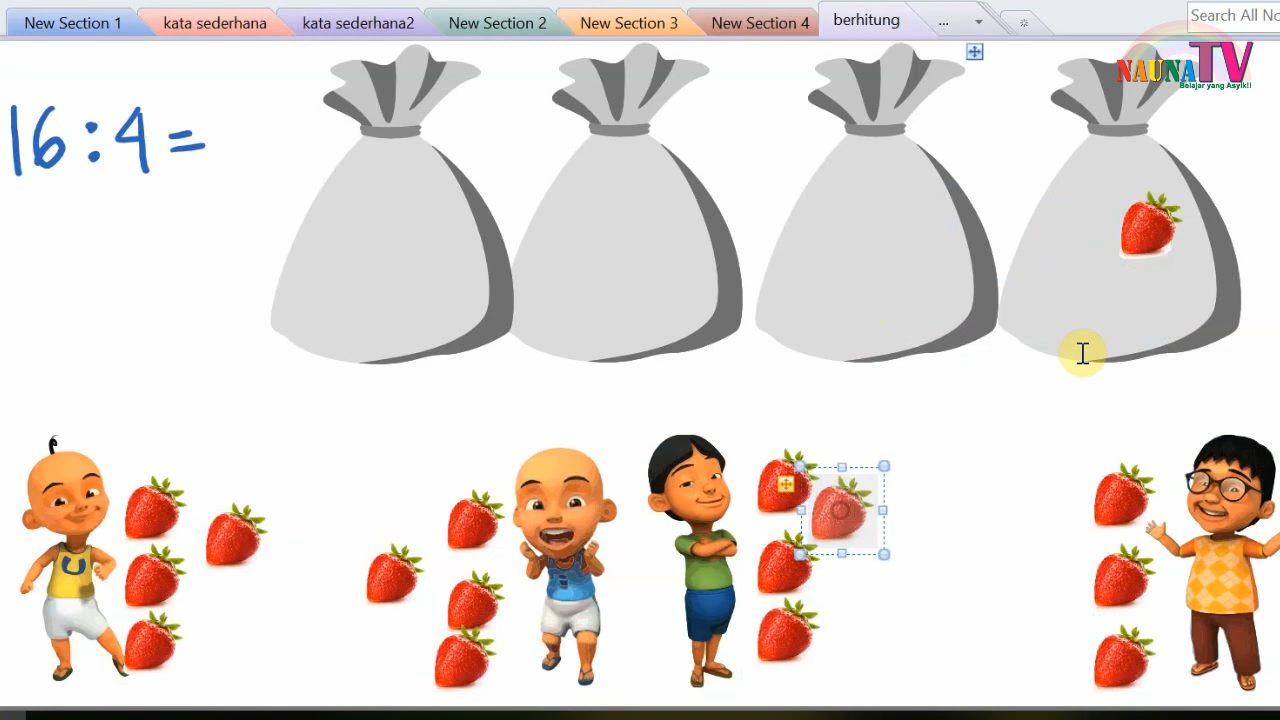 New Section 1
kata sederhana
kata sederhana2
New Section 2
New Section 3
New Section 4
berhitung
...
Search All No
NAUNA TV
Belajar yang Asyik!!
16:4=